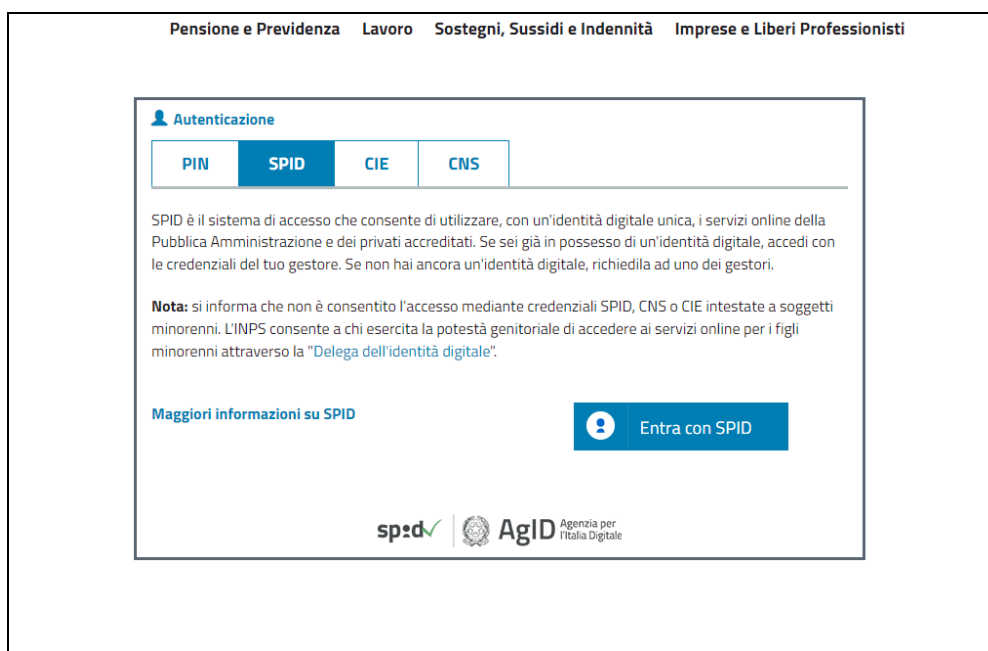 Pensione e Previdenza Lavoro Sostegni, Sussidi e Indennità Imprese e Liberi Professionisti
Autenticazione
PIN SPID CIE CNS
SPID è il sistema di accesso che consente di utilizzare, con un'identità digitale unica, i servizi online della
Pubblica Amministrazione e dei privati accreditati. Se sei già in possesso di un'identità digitale, accedi con
le credenziali del tuo gestore. Se non hai ancora un'identità digitale, richiedila ad uno dei gestori.
Nota: si informa che non è consentito l'accesso mediante credenziali SPID, CNS o CIE intestate a soggetti
minorenni. L'INPS consente a chi esercita la potestà genitoriale di accedere ai servizi online per i figli
minorenni attraverso la "Delega dell'identità digitale".
Maggiori informazioni su SPID
Entra con SPID
spid AgID Agenzia per
l'Italia Digitale